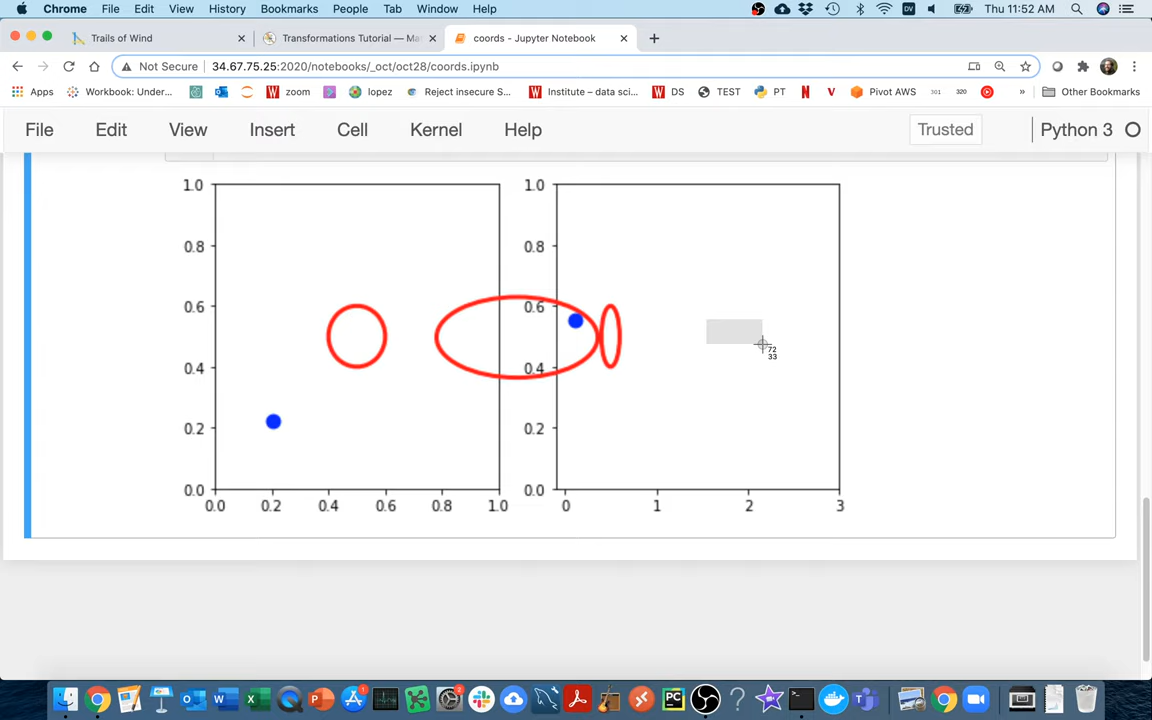 Chrome File Edit View History Bookmarks People Tab Window Help Thu 11:52 AM
Trails of Wind Transformations Tutorial — Ma coords - Jupyter Notebook
Not Secure 34.67.75.25:2020/notebooks/_oct/oct28/coords.ipynb
Apps Workbook: Under... zoom lopez Reject insecure S... Institute – data sci... DS TEST PT Pivot AWS 301 320 Other Bookmarks
File Edit View Insert Cell Kernel Help Trusted Python 3
1.0 1.0
0.8 0.8
0.6 0.6
0.4 0.4
0.2 0.2
0.0 0.0
0.0 0.2 0.4 0.6 0.8 1.0 0 1 2 3
72
33